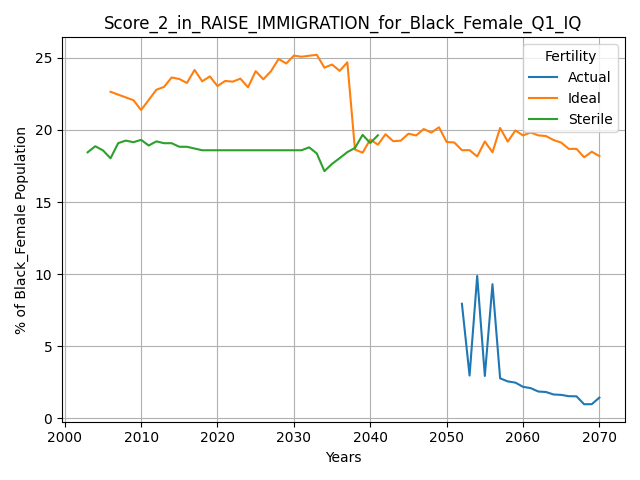 Score_2_in_RAISE_IMMIGRATION_for_Black_Female_Q1_IQ
Fertility
Actual
Ideal
Sterile
% of Black_Female Population
25
20
15
10
5
0
2000 2010 2020 2030 2040 2050 2060 2070
Years